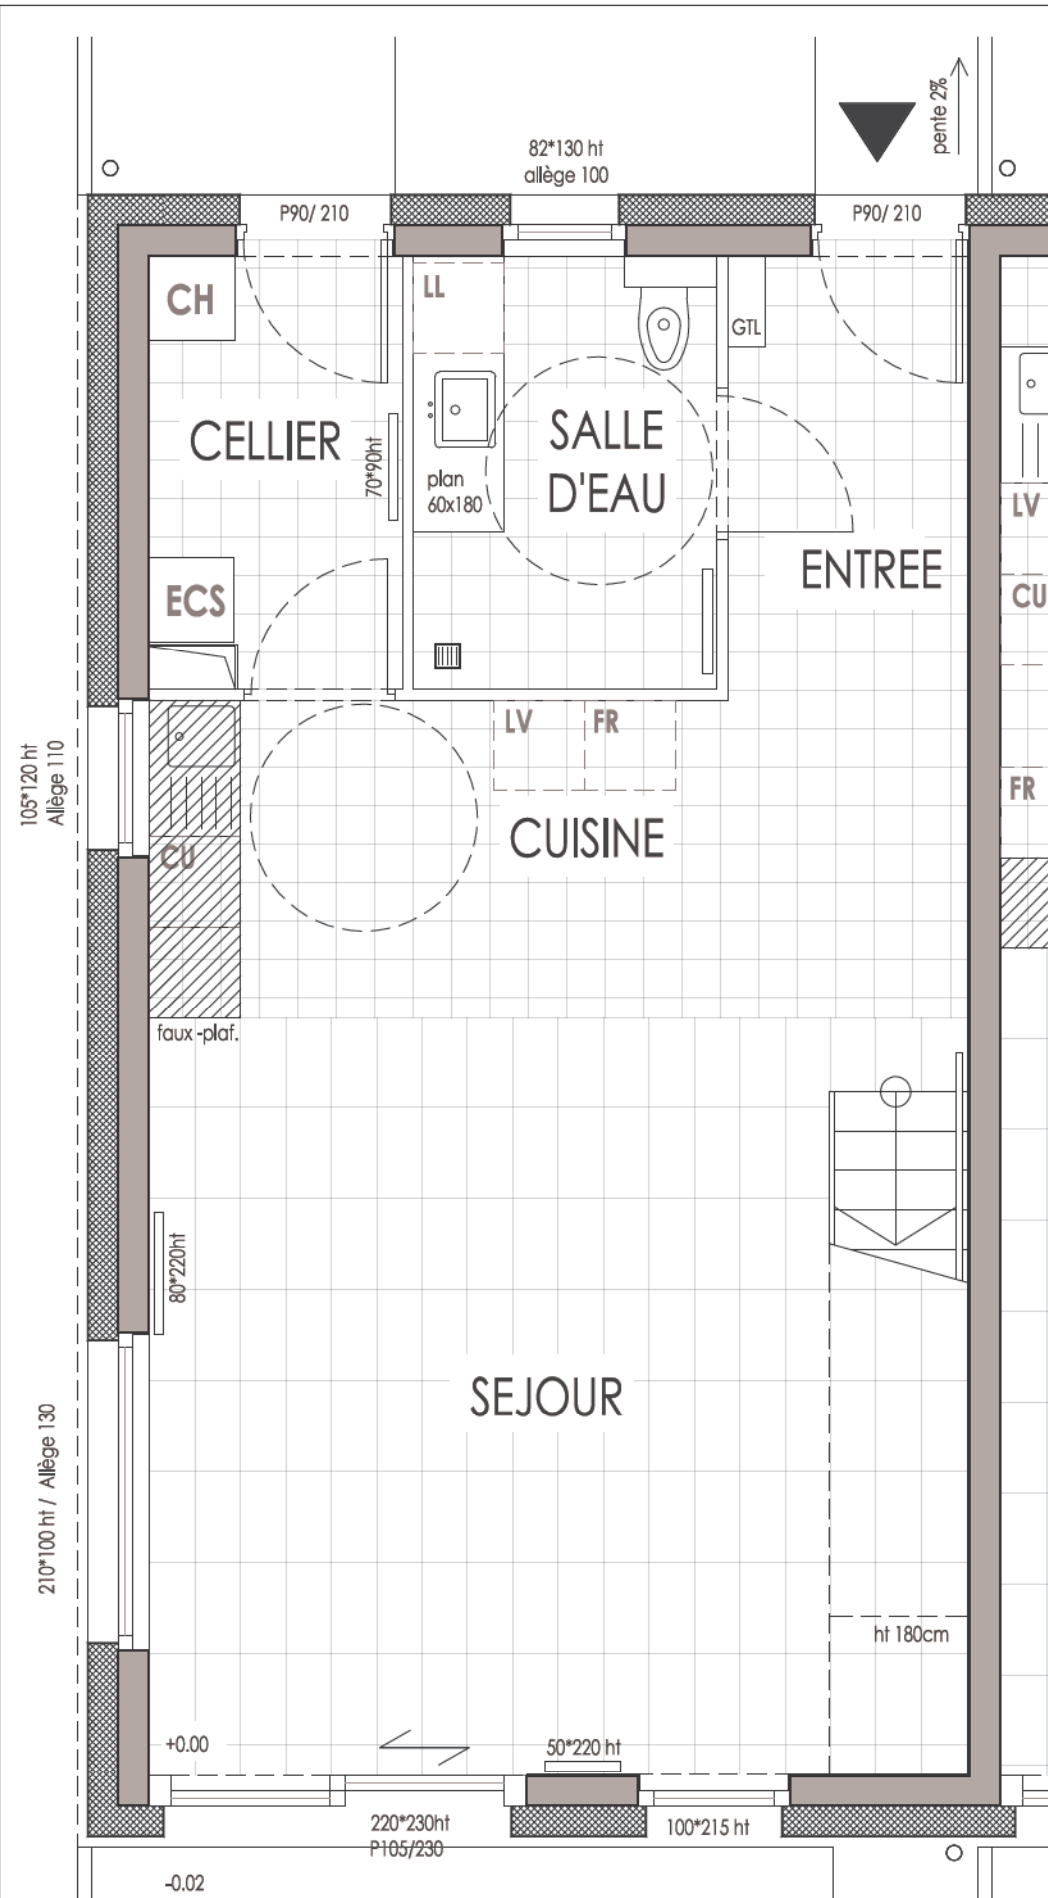 pente 2%
82*130 ht
allège 100
P90/ 210
P90/ 210
CH
LL
GTL
CELLIER
70*90ht
SALLE
D'EAU
plan
60x180
LV
ENTREE
ECS
CU
LV
FR
105*120 ht
Allège 110
FR
CUISINE
CU
faux -plaf.
80*220ht
SEJOUR
210*100 ht / Allège 130
ht 180cm
+0.00
50*220 ht
220*230ht
P105/230
100*215 ht
-0.02